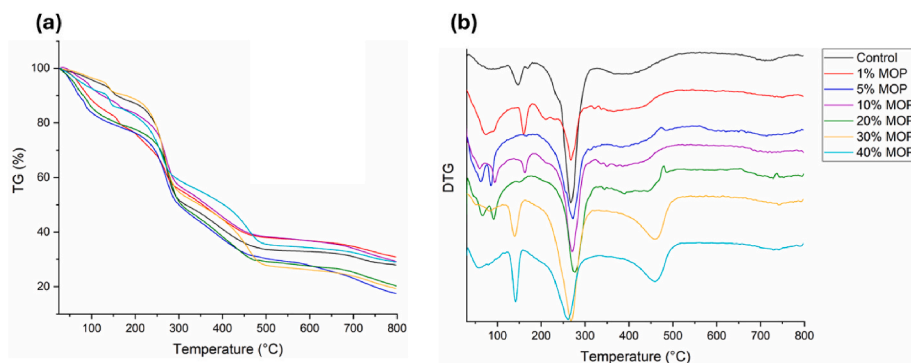 (a)
(b)
TG (%)
100
80
60
40
20
100 200 300 400 500 600 700 800
Temperature (°C)
DTG
100 200 300 400 500 600 700 800
Temperature (°C)
Control
1% MOP
5% MOP
10% MOP
20% MOP
30% MOP
40% MOP